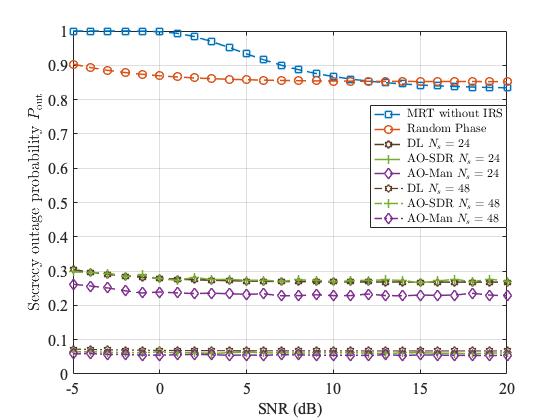 1
0.9
0.8
0.7
0.6
0.5
0.4
0.3
0.2
0.1
0
Secrecy outage probability P_out
MRT without IRS
Random Phase
DL N_s = 24
AO-SDR N_s = 24
AO-Man N_s = 24
DL N_s = 48
AO-SDR N_s = 48
AO-Man N_s = 48
-5 0 5 10 15 20
SNR (dB)